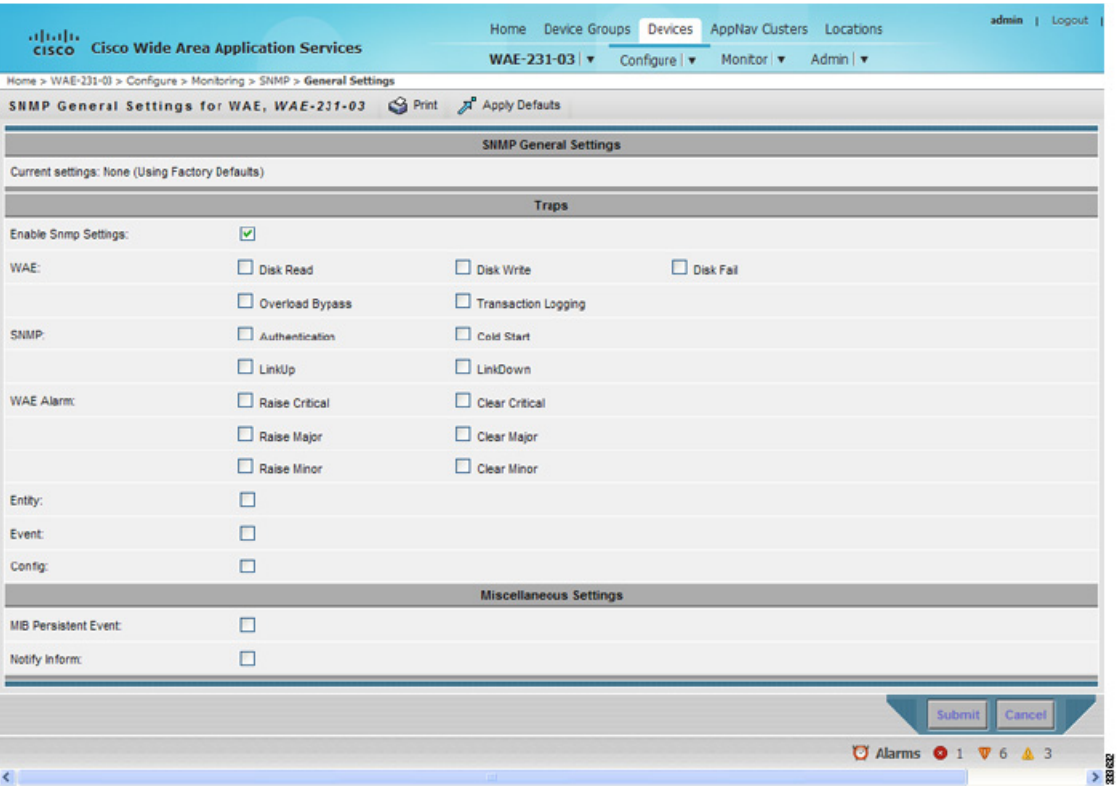 Home Device Groups Devices AppNav Clusters Locations
admin | Logout |
cisco Cisco Wide Area Application Services
WAE-231-03 Configure Monitor Admin
Home > WAE-231-03 > Configure > Monitoring > SNMP > General Settings
SNMP General Settings for WAE, WAE-231-03 Print Apply Defaults
SNMP General Settings
Current settings: None (Using Factory Defaults)
Traps
Enable Snmp Settings:
WAE: Disk Read Disk Write Disk Fail
Overload Bypass Transaction Logging
SNMP: Authentication Cold Start
LinkUp LinkDown
WAE Alarm: Raise Critical Clear Critical
Raise Major Clear Major
Raise Minor Clear Minor
Entity:
Event:
Config:
Miscellaneous Settings
MIB Persistent Event:
Notify Inform:
Submit Cancel
Alarms 1 6 3